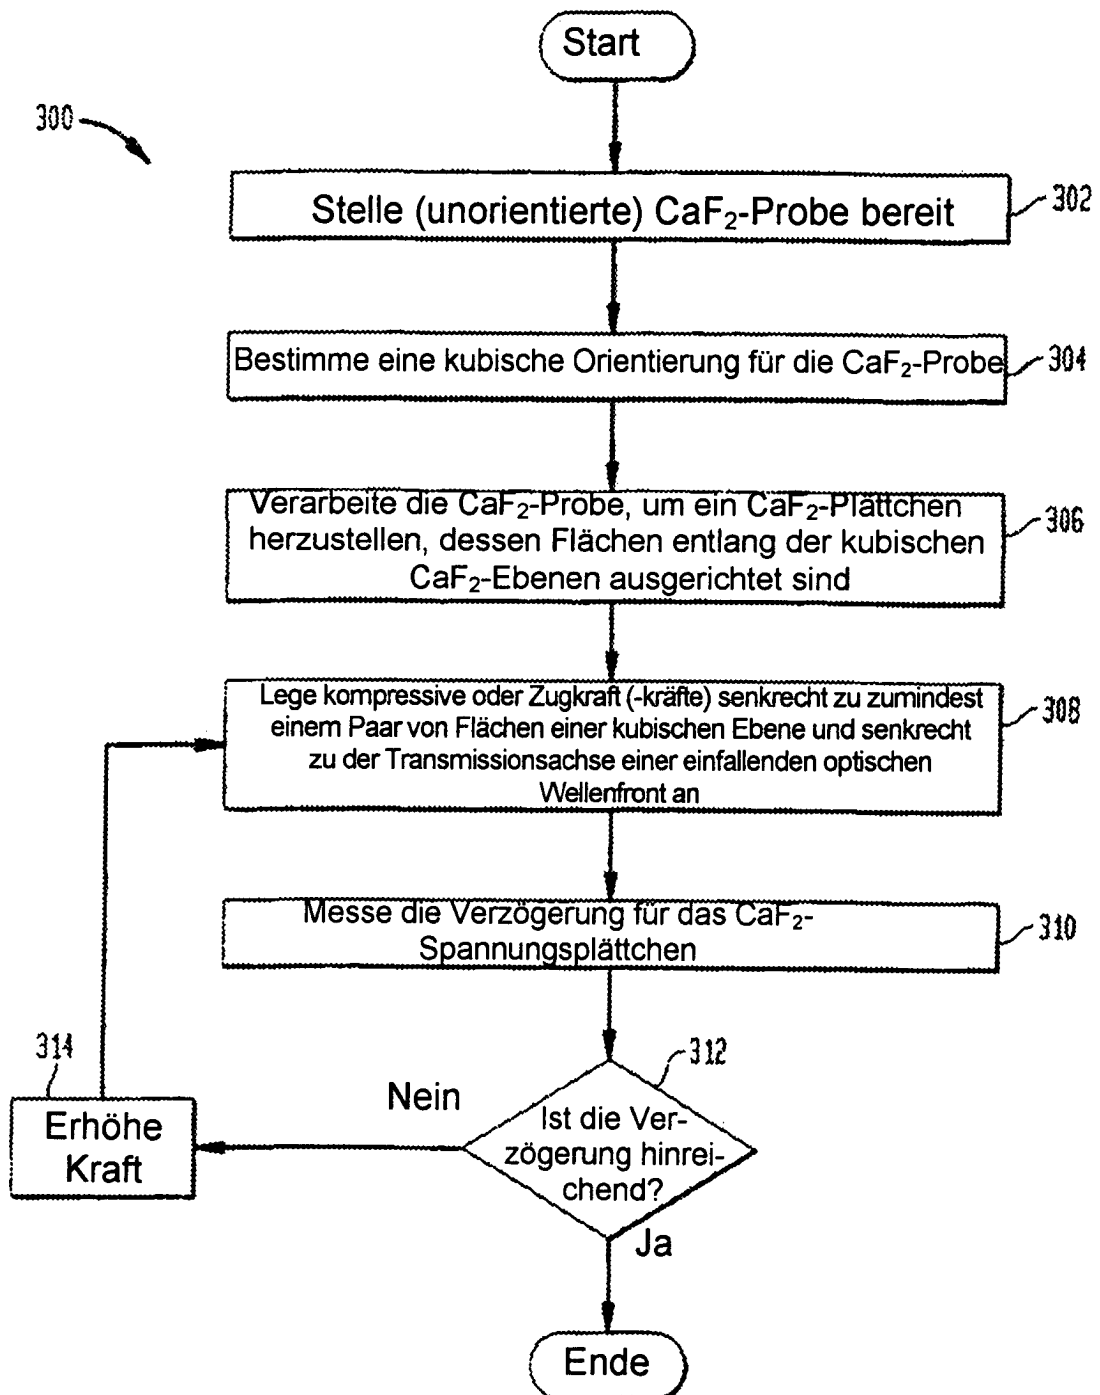 Start
300
Stelle (unorientierte) CaF₂-Probe bereit
302
Bestimme eine kubische Orientierung für die CaF₂-Probe
304
Verarbeite die CaF₂-Probe, um ein CaF₂-Plättchen
herzustellen, dessen Flächen entlang der kubischen
CaF₂-Ebenen ausgerichtet sind
306
Lege kompressive oder Zugkraft (-kräfte) senkrecht zu zumindest
einem Paar von Flächen einer kubischen Ebene und senkrecht
zu der Transmissionsachse einer einfallenden optischen
Wellenfront an
308
Messe die Verzögerung für das CaF₂-
Spannungsplättchen
310
312
Ist die Ver-
zögerung hinrei-
chend?
Nein
314
Erhöhe
Kraft
Ja
Ende